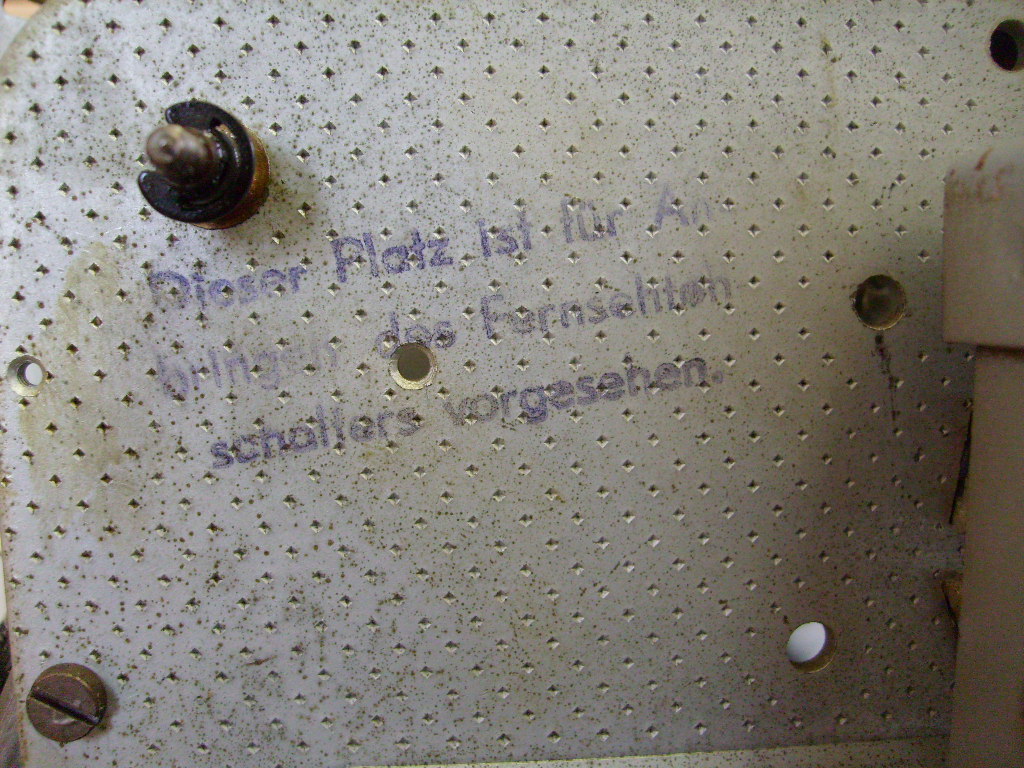 Dieser Platz ist für An-
bringen des Fernsehton
schalters vorgesehen.